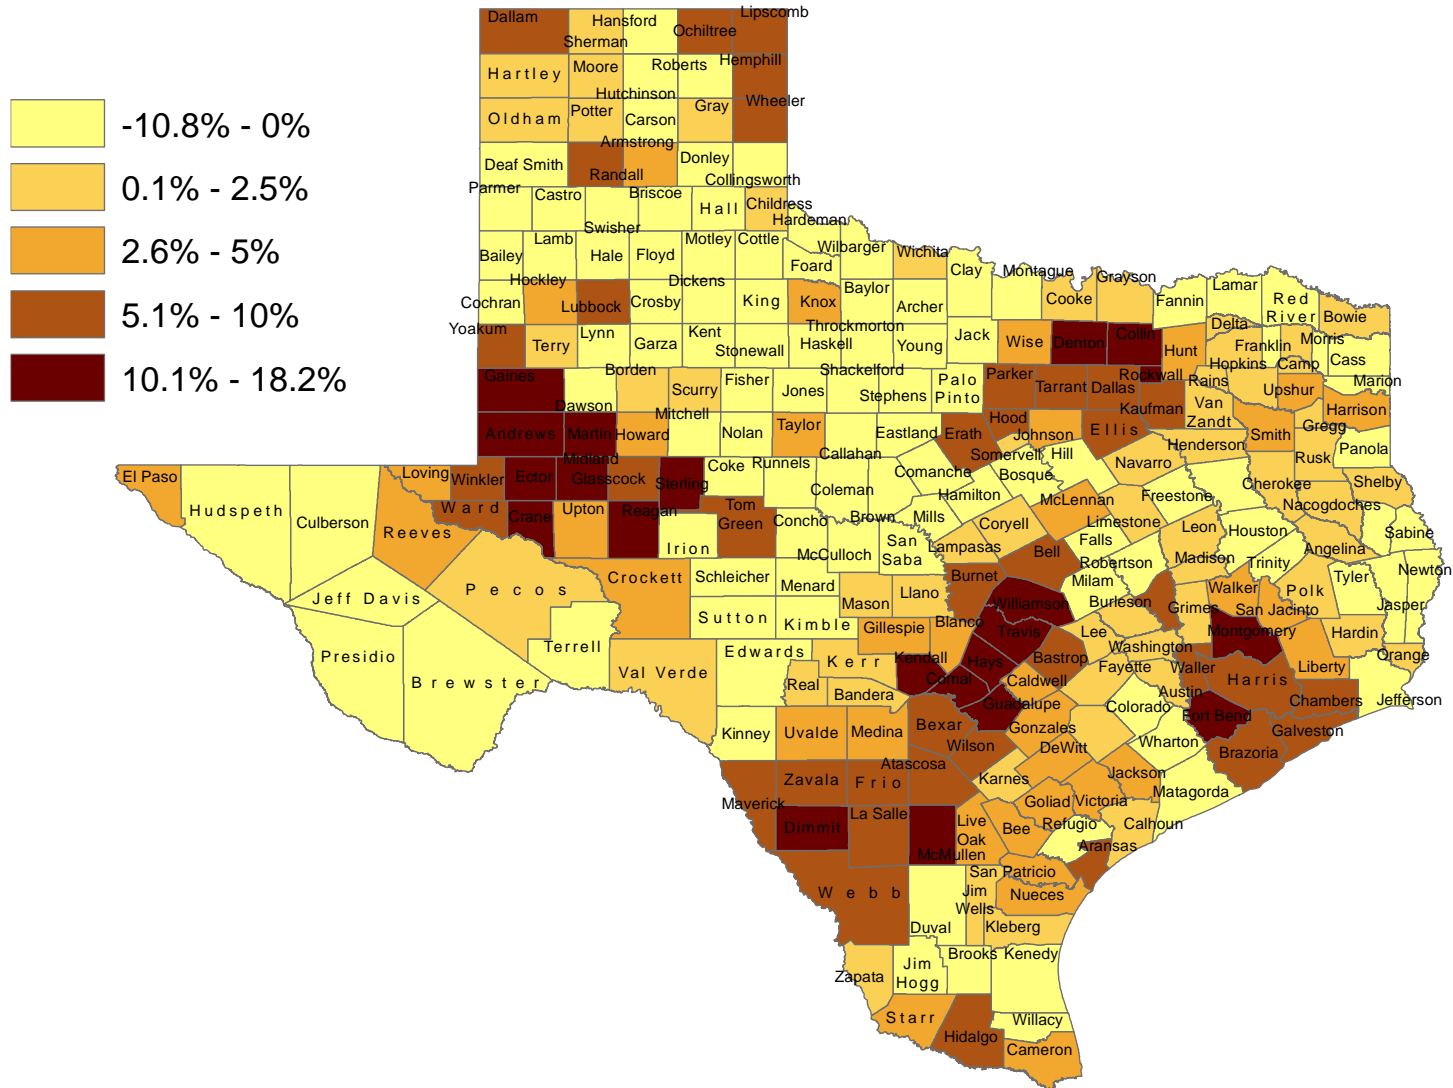 -10.8% - 0%
0.1% - 2.5%
2.6% - 5%
5.1% - 10%
10.1% - 18.2%
Dallam
Sherman
Hansford
Ochiltree
Lipscomb
Hartley
Moore
Hutchinson
Roberts
Hemphill
Oldham
Potter
Carson
Gray
Wheeler
Deaf Smith
Randall
Armstrong
Donley
Collingsworth
Parmer
Castro
Swisher
Briscoe
Hall
Childress
Hardeman
Bailey
Lamb
Hale
Floyd
Motley
Cottle
Foard
Wilbarger
Wichita
Clay
Montague
Cooke
Grayson
Fannin
Lamar
Red
River
Bowie
Cochran
Hockley
Lubbock
Crosby
Dickens
King
Knox
Baylor
Archer
Jack
Wise
Denton
Collin
Hunt
Delta
Hopkins
Franklin
Morris
Camp
Cass
Marion
Yoakum
Terry
Lynn
Garza
Kent
Stonewall
Haskell
Throckmorton
Young
Palo
Pinto
Parker
Tarrant
Dallas
Rockwall
Kaufman
Rains
Van
Zandt
Upshur
Harrison
Gregg
Gaines
Dawson
Borden
Scurry
Fisher
Jones
Shackelford
Stephens
Eastland
Erath
Hood
Somervell
Johnson
Ellis
Henderson
Smith
Rusk
Panola
Andrews
Martin
Howard
Mitchell
Nolan
Taylor
Callahan
Comanche
Bosque
Hill
Navarro
Cherokee
Nacogdoches
Shelby
El Paso
Hudspeth
Culberson
Reeves
Loving
Winkler
Ward
Ector
Midland
Glasscock
Sterling
Coke
Runnels
Coleman
Brown
Mills
Hamilton
McLennan
Limestone
Freestone
Crane
Upton
Reagan
Irion
Tom
Green
Concho
McCulloch
San
Saba
Lampasas
Coryell
Bell
Falls
Robertson
Leon
Madison
Houston
Trinity
Angelina
Sabine
Newton
Jasper
Tyler
Polk
Jeff Davis
Presidio
Brewster
Pecos
Terrell
Crockett
Schleicher
Menard
Sutton
Kimble
Mason
Llano
Burnet
Williamson
Milam
Burleson
Grimes
Walker
San Jacinto
Hardin
Orange
Jefferson
Liberty
Montgomery
Val Verde
Edwards
Kerr
Real
Bandera
Gillespie
Blanco
Kendall
Comal
Hays
Travis
Bastrop
Lee
Washington
Fayette
Austin
Waller
Harris
Chambers
Galveston
Kinney
Uvalde
Medina
Bexar
Guadalupe
Caldwell
Gonzales
Colorado
Fort Bend
Brazoria
Wharton
Matagorda
Maverick
Zavala
Frio
Atascosa
Wilson
Karnes
DeWitt
Jackson
Victoria
Goliad
Calhoun
Dimmit
La Salle
McMullen
Live
Oak
Bee
Refugio
Aransas
San Patricio
Webb
Duval
Jim
Wells
Nueces
Kleberg
Zapata
Jim
Hogg
Brooks
Kenedy
Starr
Hidalgo
Willacy
Cameron